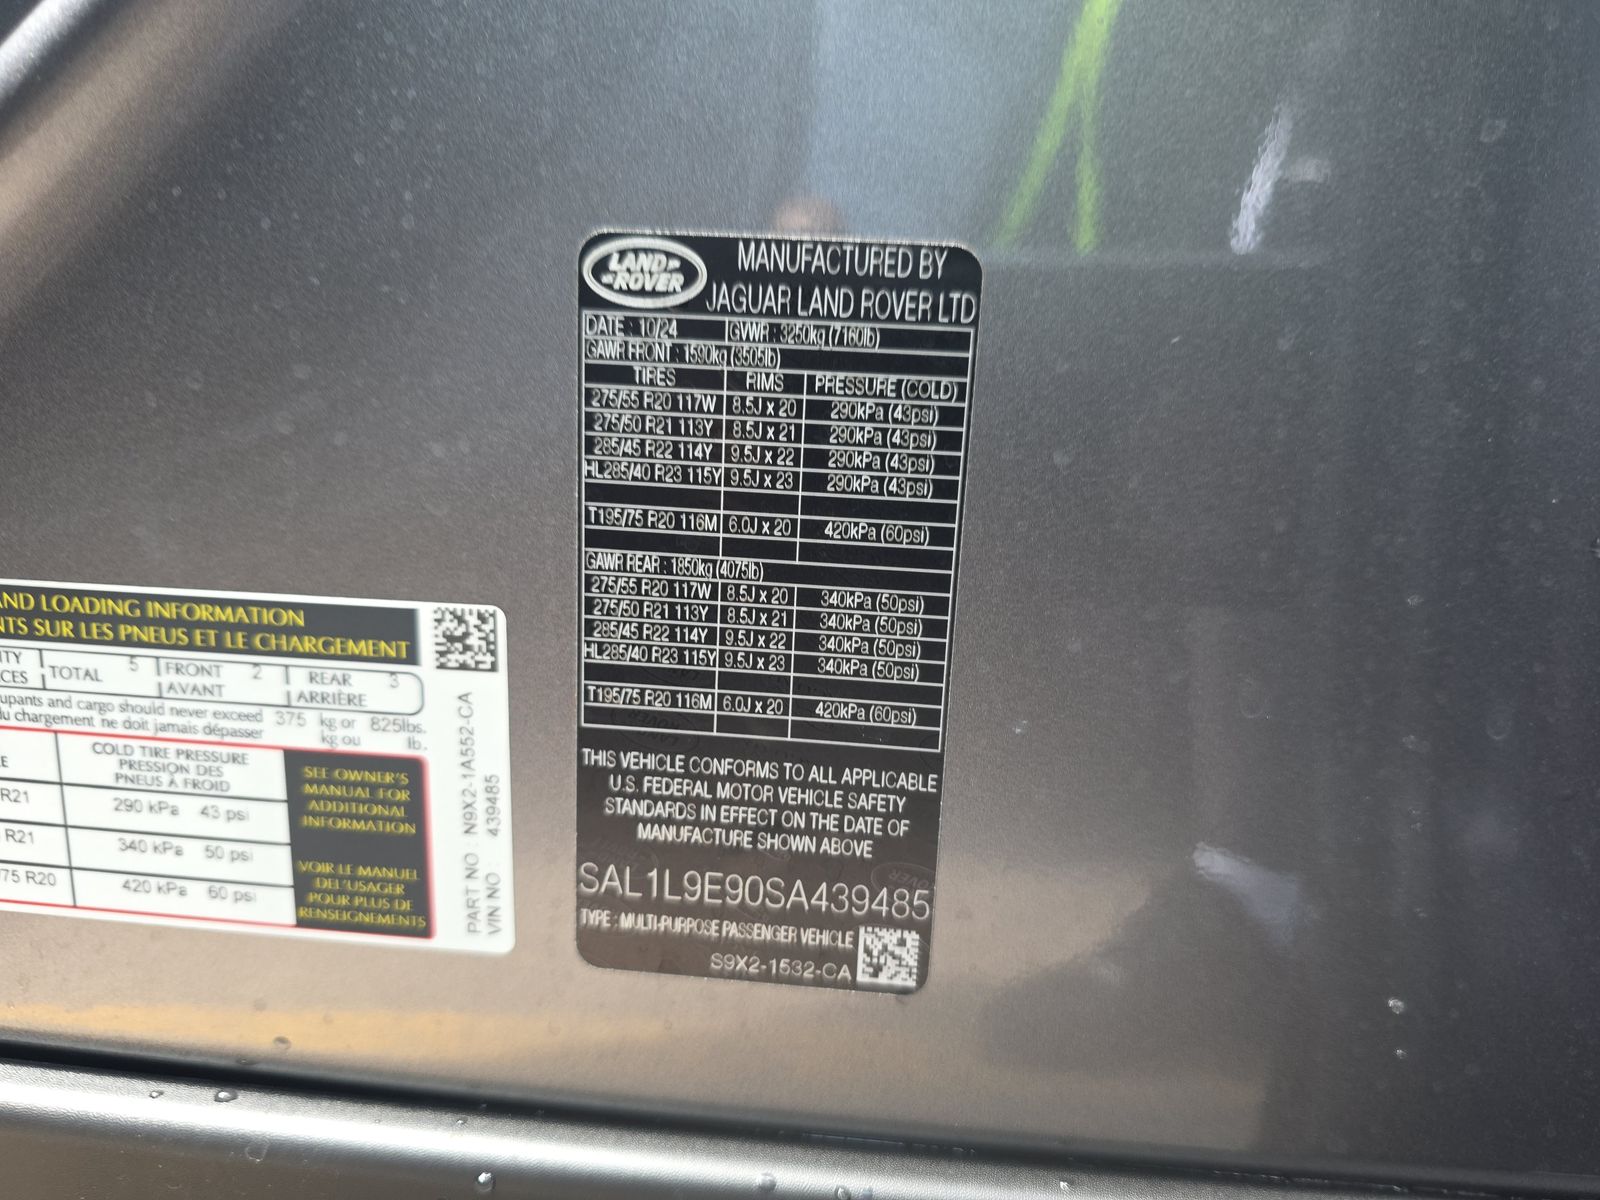 LAND ROVER
MANUFACTURED BY
JAGUAR LAND ROVER LTD
DATE : 10/24 GVWR : 3250kg (7160lb)
GAWR FRONT : 1590kg (3505lb)
TIRES RIMS PRESSURE (COLD)
275/55 R20 117W 8.5J x 20 290kPa (43psi)
275/50 R21 113Y 8.5J x 21 290kPa (43psi)
285/45 R22 114Y 9.5J x 22 290kPa (43psi)
HL285/40 R23 115Y 9.5J x 23 290kPa (43psi)
T195/75 R20 116M 6.0J x 20 420kPa (60psi)
GAWR REAR : 1850kg (4075lb)
275/55 R20 117W 8.5J x 20 340kPa (50psi)
275/50 R21 113Y 8.5J x 21 340kPa (50psi)
285/45 R22 114Y 9.5J x 22 340kPa (50psi)
HL285/40 R23 115Y 9.5J x 23 340kPa (50psi)
T195/75 R20 116M 6.0J x 20 420kPa (60psi)
THIS VEHICLE CONFORMS TO ALL APPLICABLE
U.S. FEDERAL MOTOR VEHICLE SAFETY
STANDARDS IN EFFECT ON THE DATE OF
MANUFACTURE SHOWN ABOVE
SAL1L9E90SA439485
TYPE : MULTI-PURPOSE PASSENGER VEHICLE
S9X2-1532-CA
AND LOADING INFORMATION
NTS SUR LES PNEUS ET LE CHARGEMENT
ITY TOTAL 5 FRONT 2 REAR 3
CES AVANT ARRIÈRE
upants and cargo should never exceed 375 kg or 825lbs.
du chargement ne doit jamais dépasser kg ou lb.
E COLD TIRE PRESSURE
PRESSION DES
PNEUS À FROID
R21 290 kPa 43 psi
R21 340 kPa 50 psi
75 R20 420 kPa 60 psi
SEE OWNER'S
MANUAL FOR
ADDITIONAL
INFORMATION
VOIR LE MANUEL
DE L'USAGER
POUR PLUS DE
RENSEIGNEMENTS
PART NO : N9X2-1A552-CA
VIN NO : 439485